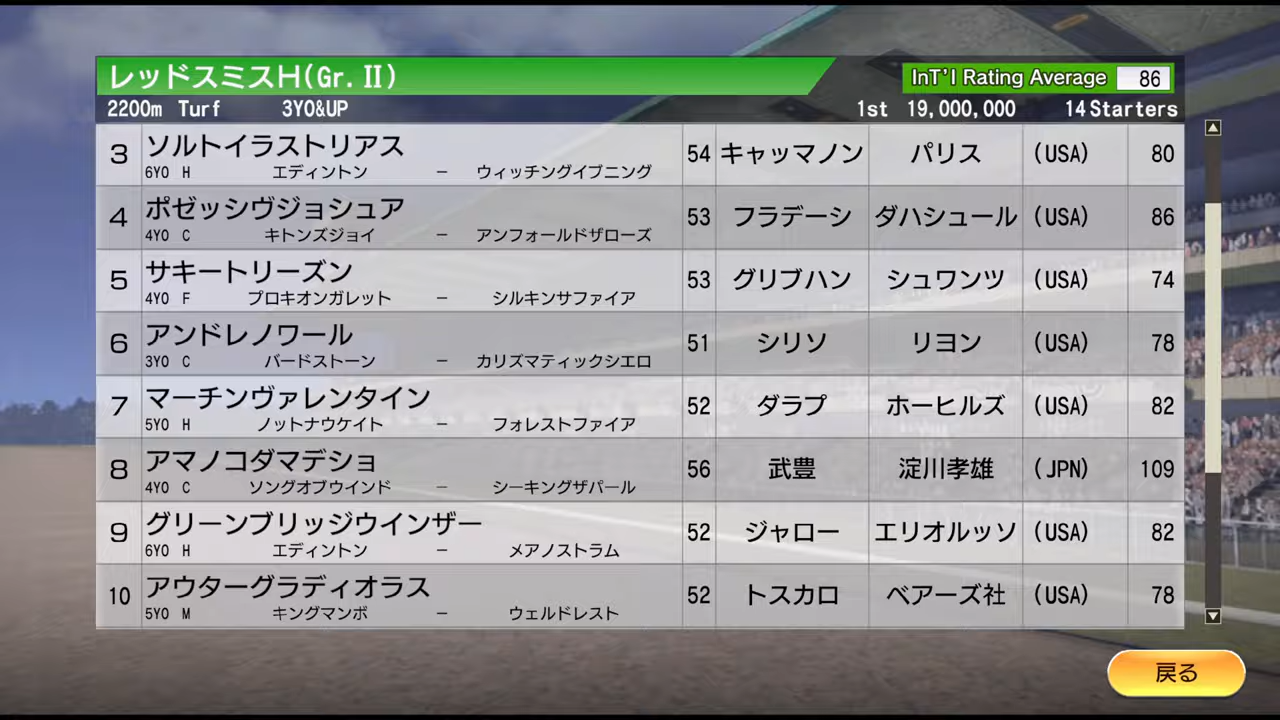 レッドスミスH(Gr.Ⅱ) InT'l Rating Average 86
2200m Turf 3YO&UP 1st 19,000,000 14Starters
3 ソルトイラストリアス 54 キャッマノン パリス (USA) 80
6YO H エディントン － ウィッチングイブニング
4 ポゼッシヴジョシュア 53 フラデーシ ダハシュール (USA) 86
4YO C キトンズジョイ － アンフォールドザローズ
5 サキートリーズン 53 グリブハン シュワンツ (USA) 74
4YO F プロキオンガレット － シルキンサファイア
6 アンドレノワール 51 シリソ リヨン (USA) 78
3YO C バードストーン － カリズマティックシエロ
7 マーチンヴァレンタイン 52 ダラプ ホーヒルズ (USA) 82
5YO H ノットナウケイト － フォレストファイア
8 アマノコダマデショ 56 武豊 淀川孝雄 (JPN) 109
4YO C ソングオブウインド － シーキングザパール
9 グリーンブリッジウインザー 52 ジャロー エリオルッソ (USA) 82
6YO H エディントン － メアノストラム
10 アウターグラディオラス 52 トスカロ ベアーズ社 (USA) 78
5YO M キングマンボ － ウェルドレスト
戻る